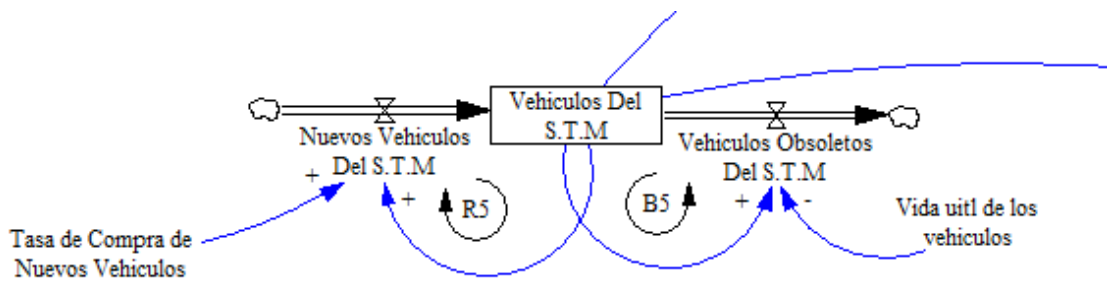 Vehiculos Del
S.T.M
Nuevos Vehiculos
Del S.T.M
Vehiculos Obsoletos
Del S.T.M
+
+
R5
B5
+
-
Tasa de Compra de
Nuevos Vehiculos
Vida uitl de los
vehiculos